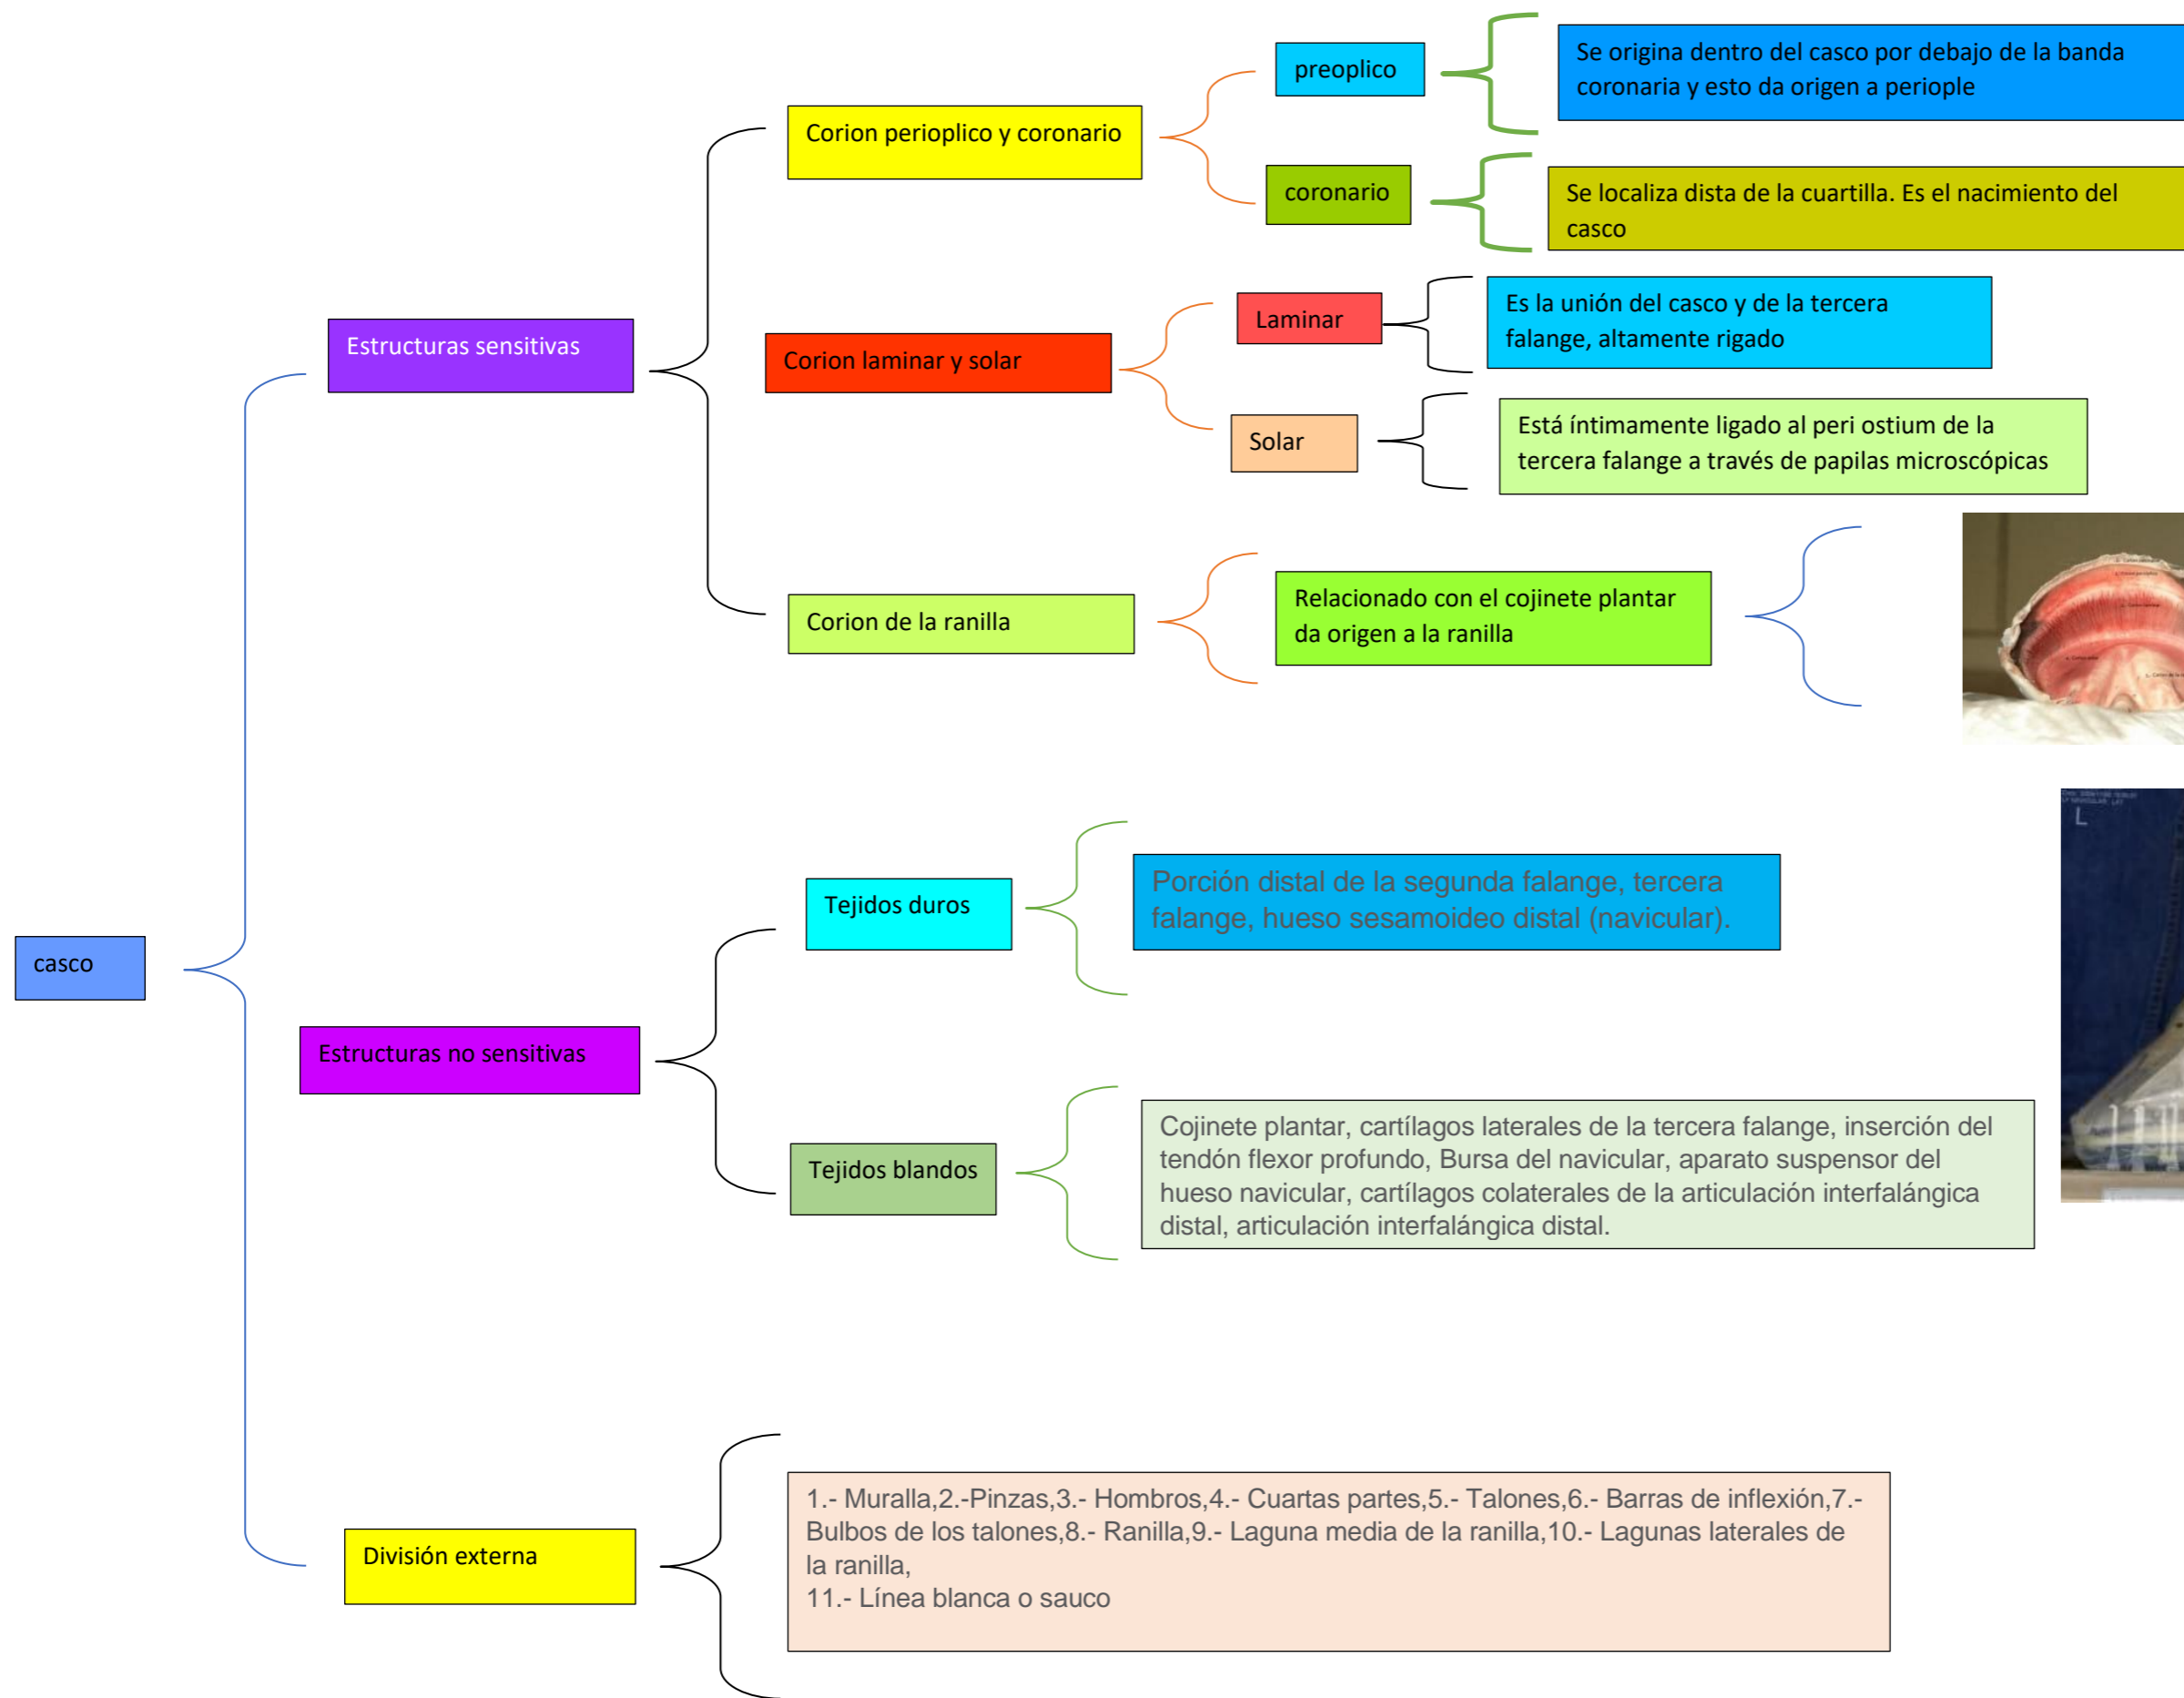 preoplico
Se origina dentro del casco por debajo de la banda
coronaria y esto da origen a periople
Corion perioplico y coronario
coronario
Se localiza dista de la cuartilla. Es el nacimiento del
casco
Estructuras sensitivas
Laminar
Es la unión del casco y de la tercera
falange, altamente rigado
Corion laminar y solar
Solar
Está íntimamente ligado al peri ostium de la
tercera falange a través de papilas microscópicas
Corion de la ranilla
Relacionado con el cojinete plantar
da origen a la ranilla
L
Tejidos duros
Porción distal de la segunda falange, tercera
falange, hueso sesamoideo distal (navicular).
casco
Estructuras no sensitivas
Tejidos blandos
Cojinete plantar, cartílagos laterales de la tercera falange, inserción del
tendón flexor profundo, Bursa del navicular, aparato suspensor del
hueso navicular, cartílagos colaterales de la articulación interfalángica
distal, articulación interfalángica distal.
División externa
1.- Muralla,2.-Pinzas,3.- Hombros,4.- Cuartas partes,5.- Talones,6.- Barras de inflexión,7.-
Bulbos de los talones,8.- Ranilla,9.- Laguna media de la ranilla,10.- Lagunas laterales de
la ranilla,
11.- Línea blanca o sauco